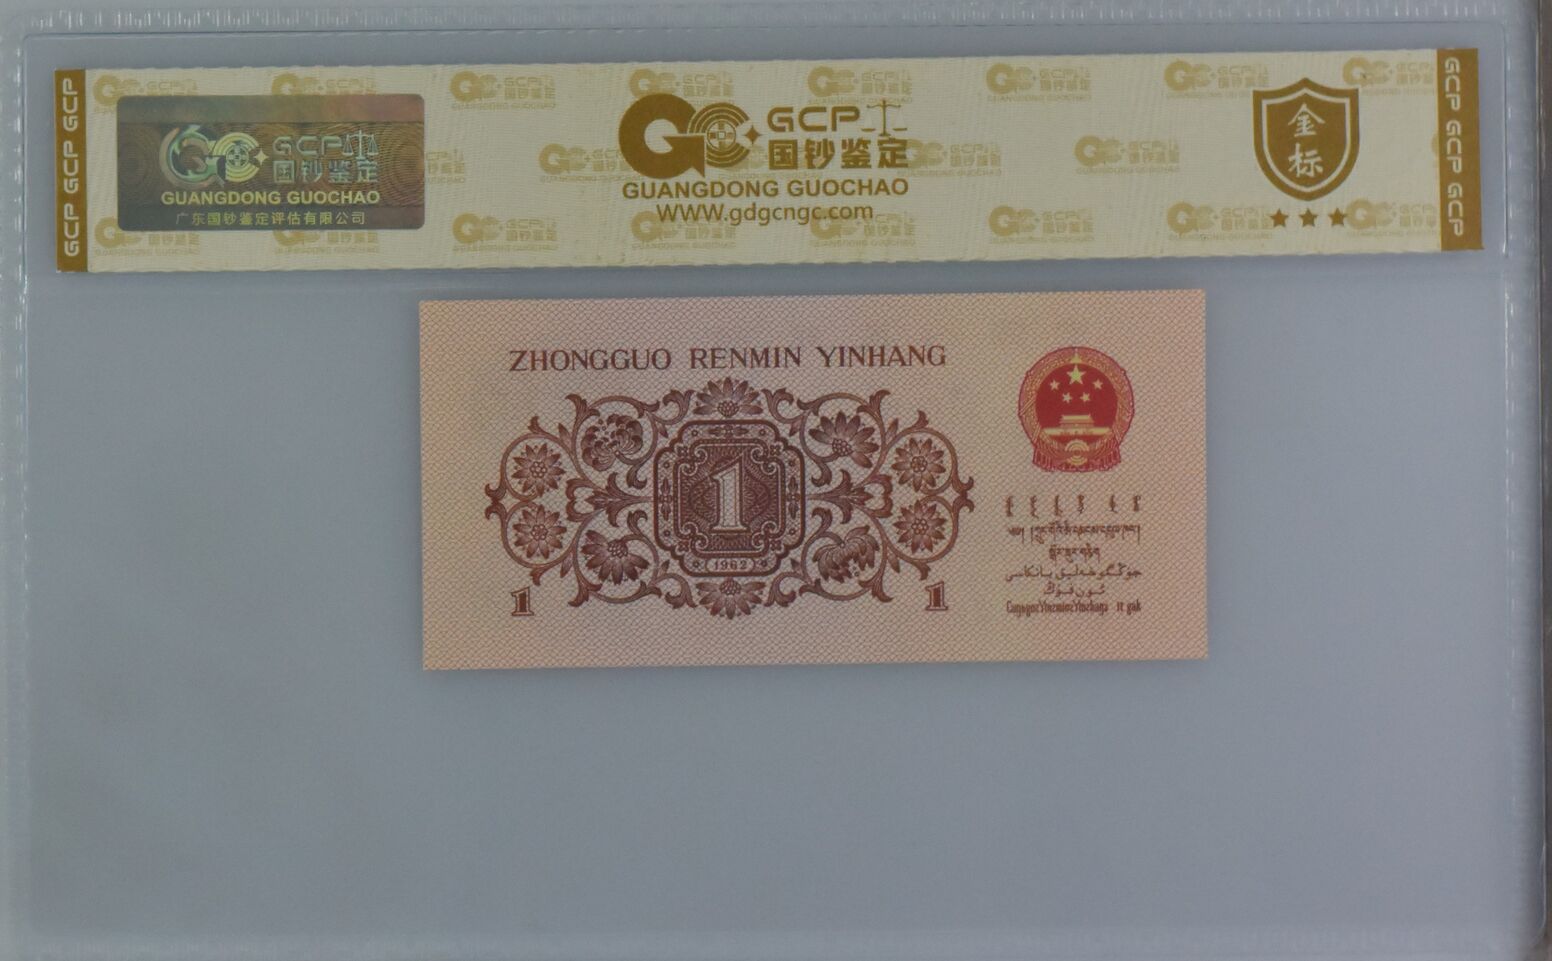 GCP GCP GCP
GCP
国钞鉴定
GUANGDONG GUOCHAO
广东国钞鉴定评估有限公司
GCP
国钞鉴定
GUANGDONG GUOCHAO
WWW.gdgcngc.com
金标
GCP GCP GCP
ZHONGGUO RENMIN YINHANG
1
(1962)
1
1